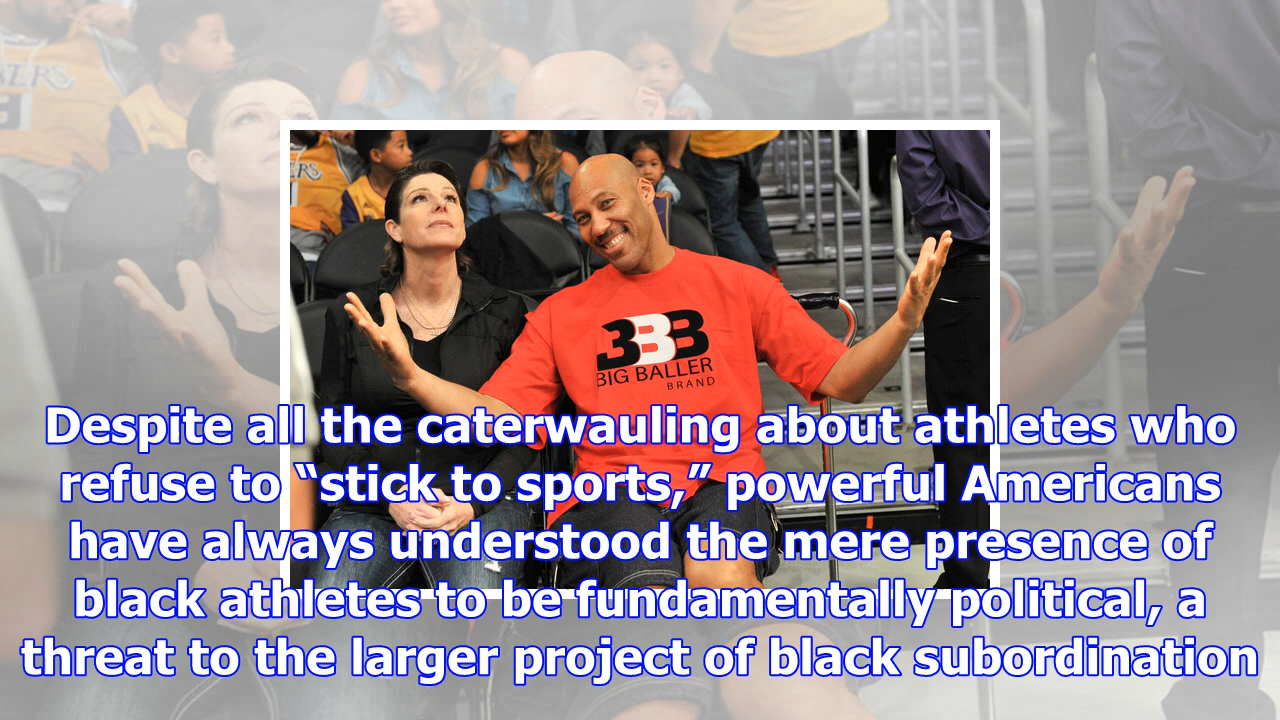 ERS
BBB
BIG BALLER
BRAND
Despite all the caterwauling about athletes who
refuse to “stick to sports,” powerful Americans
have always understood the mere presence of
black athletes to be fundamentally political, a
threat to the larger project of black subordination